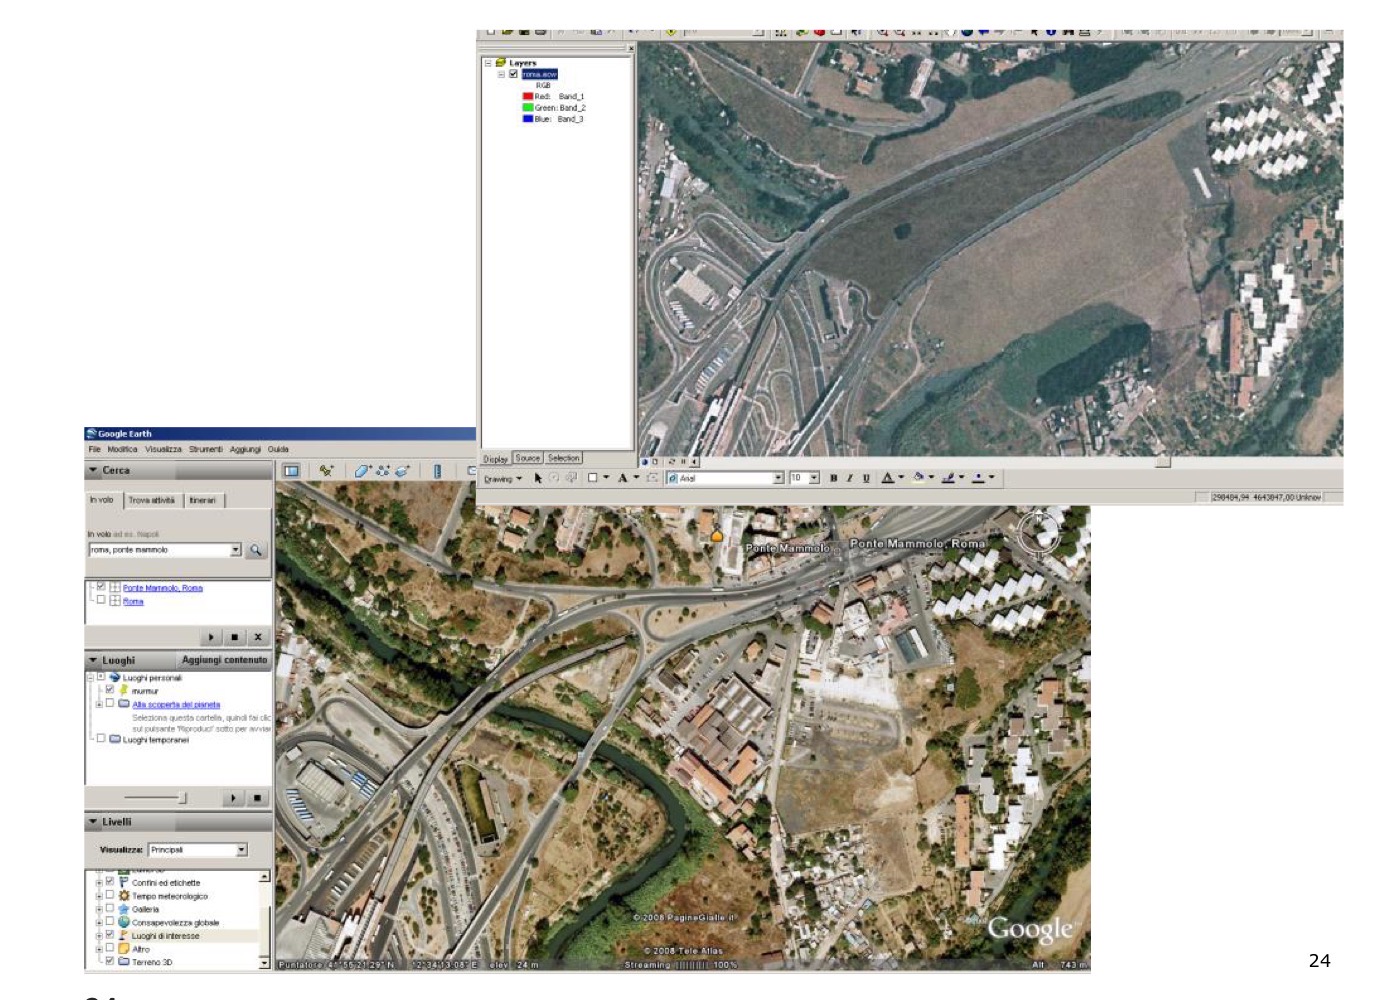 Layers
roma.ecw
RGB
Red: Band_1
Green: Band_2
Blue: Band_3
Display Source Selection
Drawing
A
Arial
10
B I U A
298484,94 4643847,00 Unknow
Google Earth
File Modifica Visualizza Strumenti Aggiungi Guida
Cerca
In volo Trova attività Itinerari
In volo ad es. Napoli
roma, ponte mammolo
Ponte Mammolo, Roma
Roma
Luoghi Aggiungi contenuto
Luoghi personali
murmur
Alla scoperta del pianeta
Seleziona questa cartella, quindi fai clic
sul pulsante "Riproduci" sotto per avviar
Luoghi temporanei
Livelli
Visualizza: Principali
Confini ed etichette
Tempo meteorologico
Galleria
Consapevolezza globale
Luoghi di interesse
Altro
Terreno 3D
Ponte Mammolo
Ponte Mammolo, Roma
© 2008 PagineGialle.it
© 2008 Tele Atlas
Google
Puntatore 41°55'21.29" N 12°34'13.08" E elev 24 m
Streaming |||||||||| 100%
Alt 743 m
24